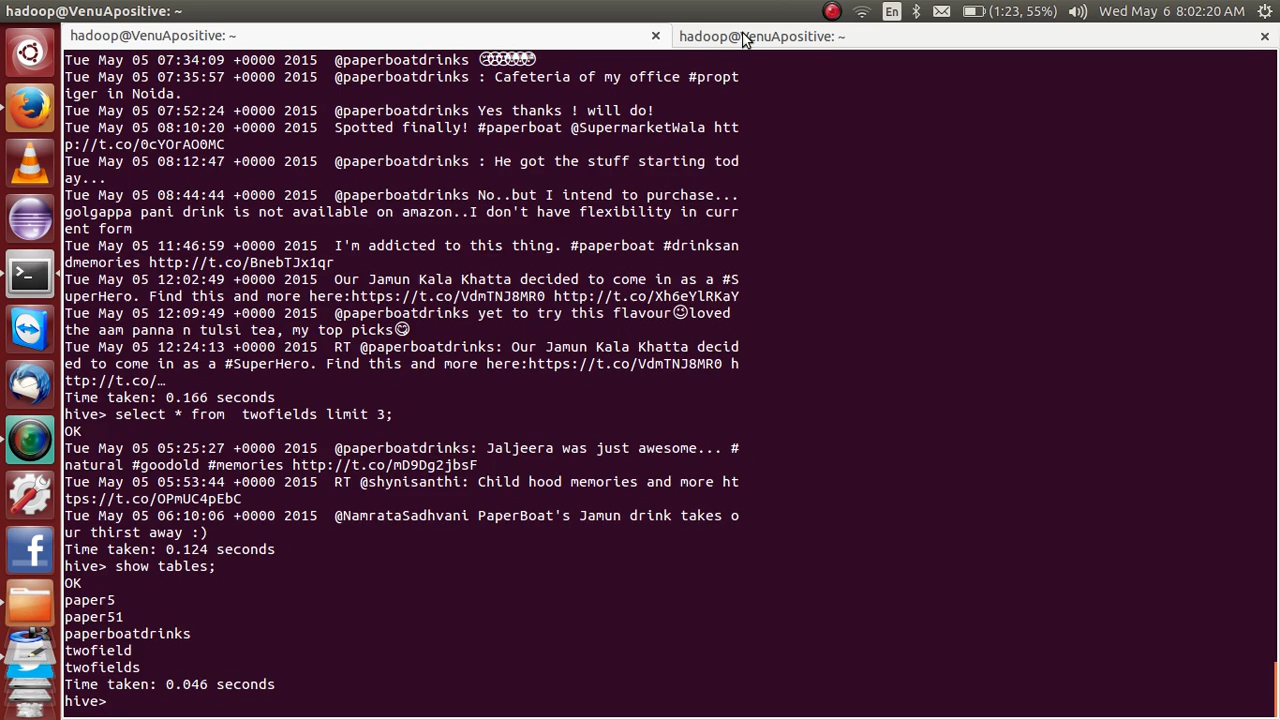 hadoop@VenuApositive: ~
En
(1:23, 55%)
Wed May 6 8:02:20 AM
hadoop@VenuApositive: ~
hadoop@VenuApositive: ~
Tue May 05 07:34:09 +0000 2015  @paperboatdrinks
Tue May 05 07:35:57 +0000 2015  @paperboatdrinks : Cafeteria of my office #propt
iger in Noida.
Tue May 05 07:52:24 +0000 2015  @paperboatdrinks Yes thanks ! will do!
Tue May 05 08:10:20 +0000 2015  Spotted finally! #paperboat @SupermarketWala htt
p://t.co/0cYOrAO0MC
Tue May 05 08:12:47 +0000 2015  @paperboatdrinks : He got the stuff starting tod
ay...
Tue May 05 08:44:44 +0000 2015  @paperboatdrinks No..but I intend to purchase...
golgappa pani drink is not available on amazon..I don't have flexibility in curr
ent form
Tue May 05 11:46:59 +0000 2015  I'm addicted to this thing. #paperboat #drinksan
dmemories http://t.co/BnebTJx1qr
Tue May 05 12:02:49 +0000 2015  Our Jamun Kala Khatta decided to come in as a #S
uperHero. Find this and more here:https://t.co/VdmTNJ8MR0 http://t.co/Xh6eYlRKaY
Tue May 05 12:09:49 +0000 2015  @paperboatdrinks yet to try this flavour😉loved
the aam panna n tulsi tea, my top picks😋
Tue May 05 12:24:13 +0000 2015  RT @paperboatdrinks: Our Jamun Kala Khatta decid
ed to come in as a #SuperHero. Find this and more here:https://t.co/VdmTNJ8MR0 h
ttp://t.co/…
Time taken: 0.166 seconds
hive> select * from  twofields limit 3;
OK
Tue May 05 05:25:27 +0000 2015  @paperboatdrinks: Jaljeera was just awesome... #
natural #goodold #memories http://t.co/mD9Dg2jbsF
Tue May 05 05:53:44 +0000 2015  RT @shynisanthi: Child hood memories and more ht
tps://t.co/OPmUC4pEbC
Tue May 05 06:10:06 +0000 2015  @NamrataSadhvani PaperBoat's Jamun drink takes o
ur thirst away :)
Time taken: 0.124 seconds
hive> show tables;
OK
paper5
paper51
paperboatdrinks
twofield
twofields
Time taken: 0.046 seconds
hive>